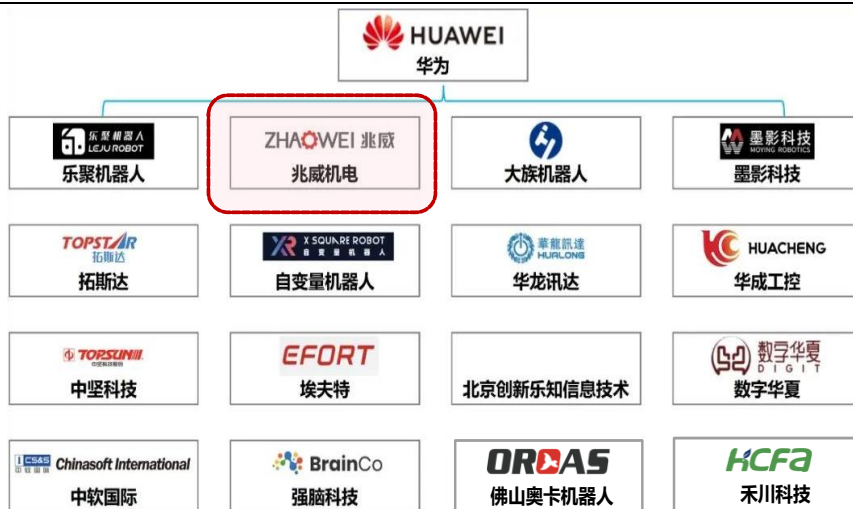 HUAWEI
华为
乐聚机器人
LEJU ROBOT
乐聚机器人
ZHAOWEI 兆威
兆威机电
大族机器人
墨影科技
MOVING ROBOTICS
墨影科技
TOPSTAR
拓斯达
拓斯达
X SQUARE ROBOT
自变量机器人
自变量机器人
華龍訊達
HUALONG
华龙讯达
HUACHENG
华成工控
TOPSUN
中坚科技
EFORT
埃夫特
北京创新乐知信息技术
数字华夏
DIGIT
数字华夏
CS&S
中软国际
Chinasoft International
中软国际
BrainCo
强脑科技
ORCAS
佛山奥卡机器人
HCFa
禾川科技